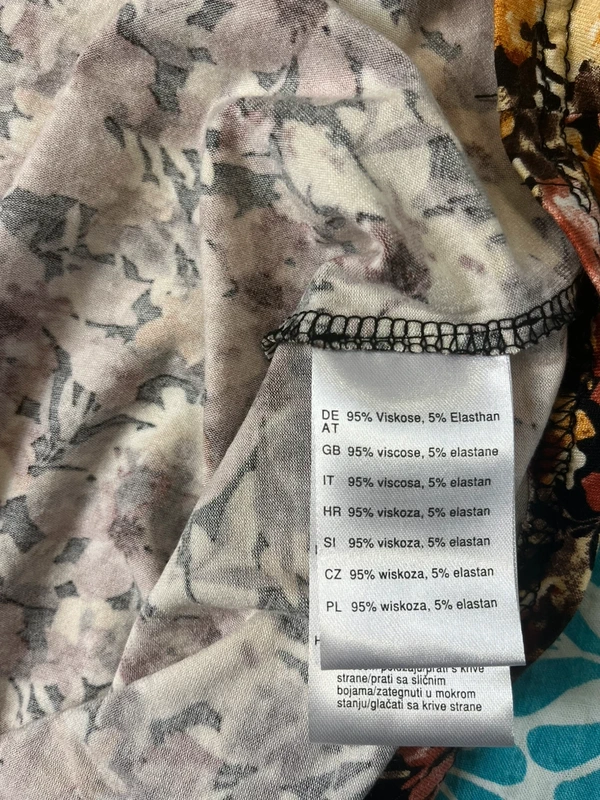 DE 95% Viskose, 5% Elasthan
AT
GB 95% viscose, 5% elastane
IT 95% viscosa, 5% elastan
HR 95% viskoza, 5% elastan
SI 95% viskoza, 5% elastan
CZ 95% wiskoza, 5% elastan
PL 95% wiskoza, 5% elastan
s krive
strane/prati sa sličnim
bojama/zategnuti u mokrom
stanju/glačati sa krive strane